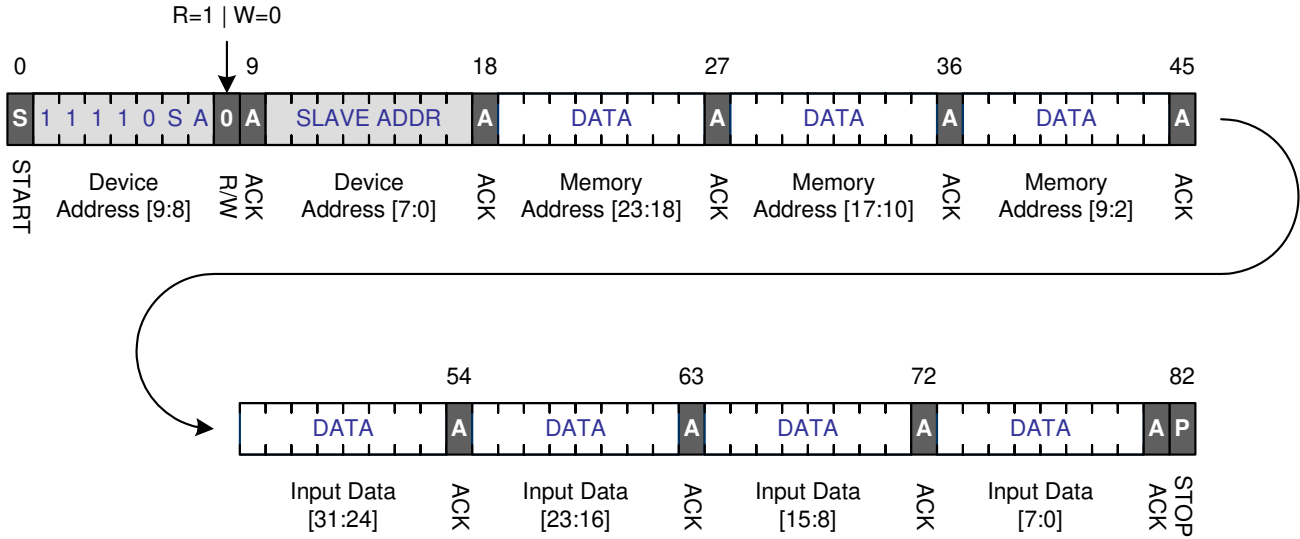 R=1 | W=0
0 9 18 27 36 45
S 1 1 1 1 0 S A 0 A SLAVE ADDR A DATA A DATA A DATA A
START Device Address [9:8] R/W ACK Device Address [7:0] ACK Memory Address [23:18] ACK Memory Address [17:10] ACK Memory Address [9:2] ACK
54 63 72 82
DATA A DATA A DATA A DATA A P
Input Data [31:24] ACK Input Data [23:16] ACK Input Data [15:8] ACK Input Data [7:0] ACK STOP